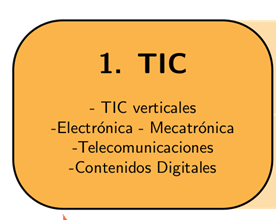 1. TIC
- TIC verticales
-Electrónica - Mecatrónica
-Telecomunicaciones
-Contenidos Digitales